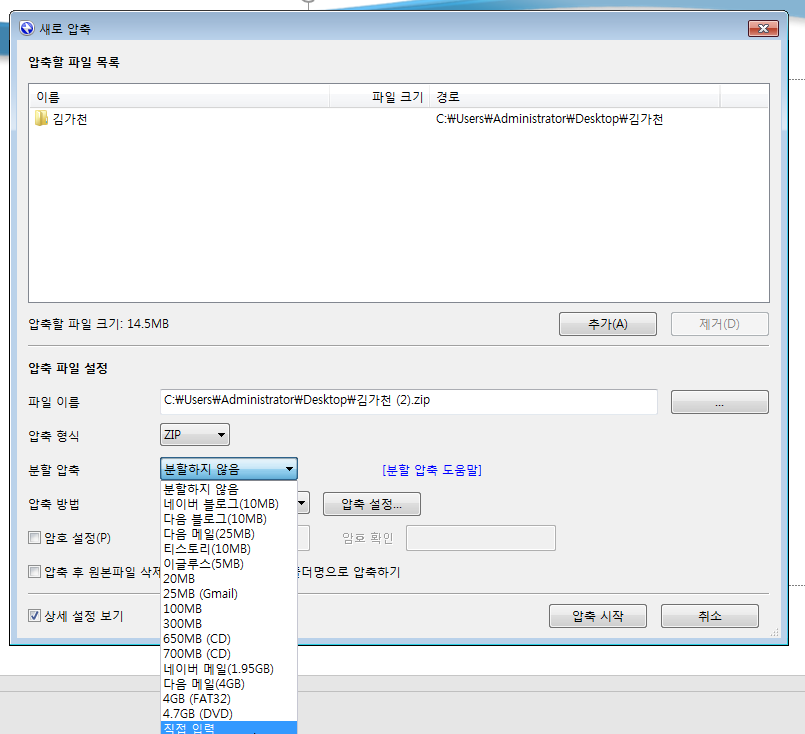 새로 압축
압축할 파일 목록
이름 파일 크기 경로
김가천 C:₩Users₩Administrator₩Desktop₩김가천
압축할 파일 크기: 14.5MB 추가(A) 제거(D)
압축 파일 설정
파일 이름 C:₩Users₩Administrator₩Desktop₩김가천 (2).zip ...
압축 형식 ZIP
분할 압축 분할하지 않음 [분할 압축 도움말]
분할하지 않음
네이버 블로그(10MB)
압축 방법 압축 설정...
다음 블로그(10MB)
다음 메일(25MB)
암호 설정(P) 암호 확인
티스토리(10MB)
이글루스(5MB)
압축 후 원본파일 삭제 폴더명으로 압축하기
20MB
25MB (Gmail)
100MB
상세 설정 보기 압축 시작 취소
300MB
650MB (CD)
700MB (CD)
네이버 메일(1.95GB)
다음 메일(4GB)
4GB (FAT32)
4.7GB (DVD)
직접 입력